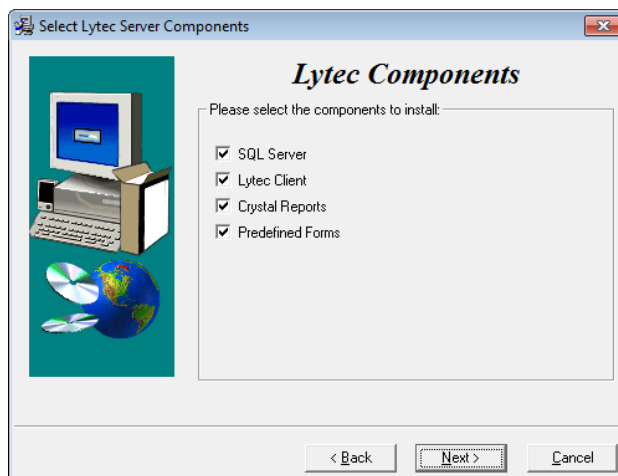 Select Lytec Server Components
Lytec Components
Please select the components to install:
SQL Server
Lytec Client
Crystal Reports
Predefined Forms
< Back
Next >
Cancel